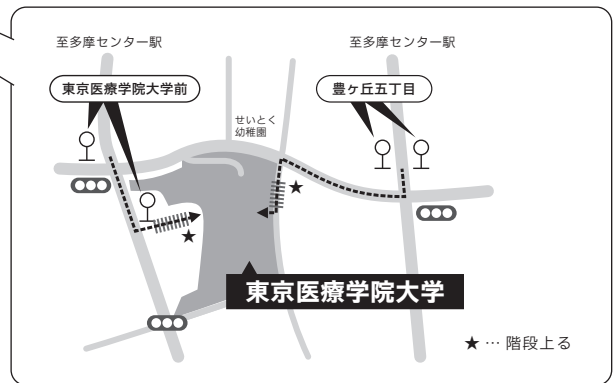 至多摩センター駅
至多摩センター駅
東京医療学院大学前
豊ヶ丘五丁目
せいとく
幼稚園
★
★
東京医療学院大学
★ … 階段上る